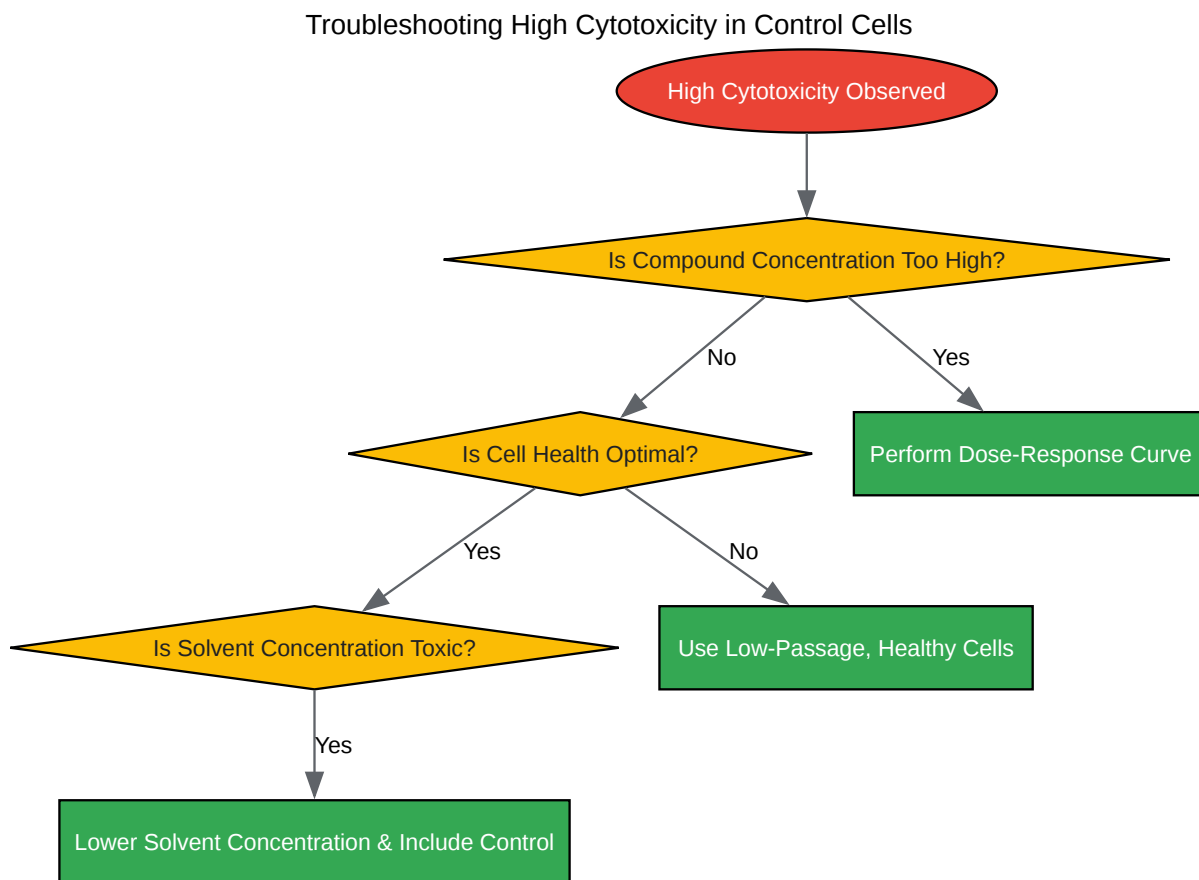 Troubleshooting High Cytotoxicity in Control Cells
High Cytotoxicity Observed
Is Compound Concentration Too High?
No
Yes
Is Cell Health Optimal?
Perform Dose-Response Curve
Yes
No
Is Solvent Concentration Toxic?
Use Low-Passage, Healthy Cells
Yes
Lower Solvent Concentration & Include Control